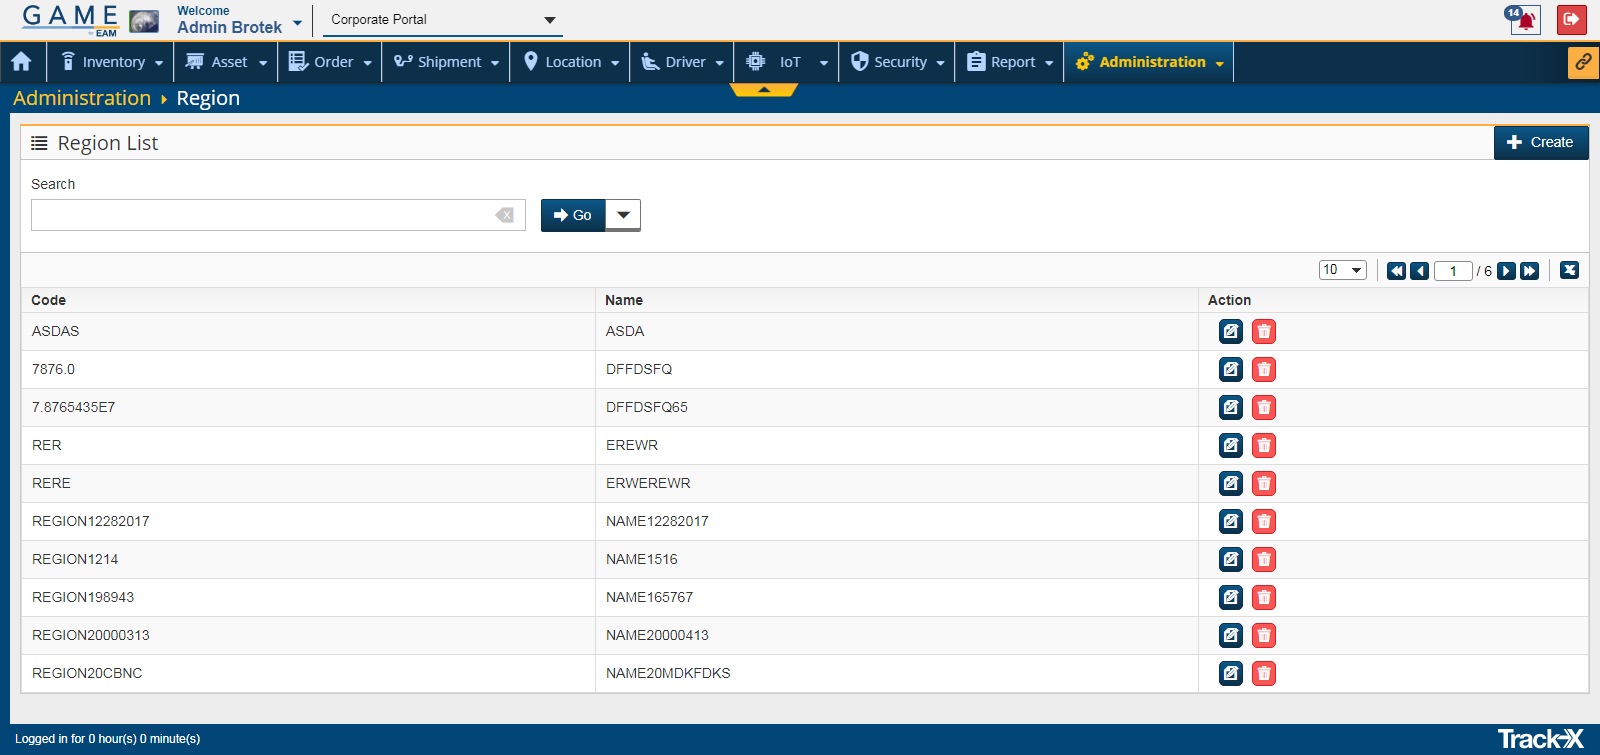 GAME
by EAM
Welcome
Admin Brotek
Corporate Portal
14
Inventory
Asset
Order
Shipment
Location
Driver
IoT
Security
Report
Administration
Administration Region
Region List
Create
Search
Go
10
1 / 6
Code Name Action
ASDAS ASDA
7876.0 DFFDSFQ
7.8765435E7 DFFDSFQ65
RER EREWR
RERE ERWEREWR
REGION12282017 NAME12282017
REGION1214 NAME1516
REGION198943 NAME165767
REGION20000313 NAME20000413
REGION20CBNC NAME20MDKFDKS
Logged in for 0 hour(s) 0 minute(s)
Track-X